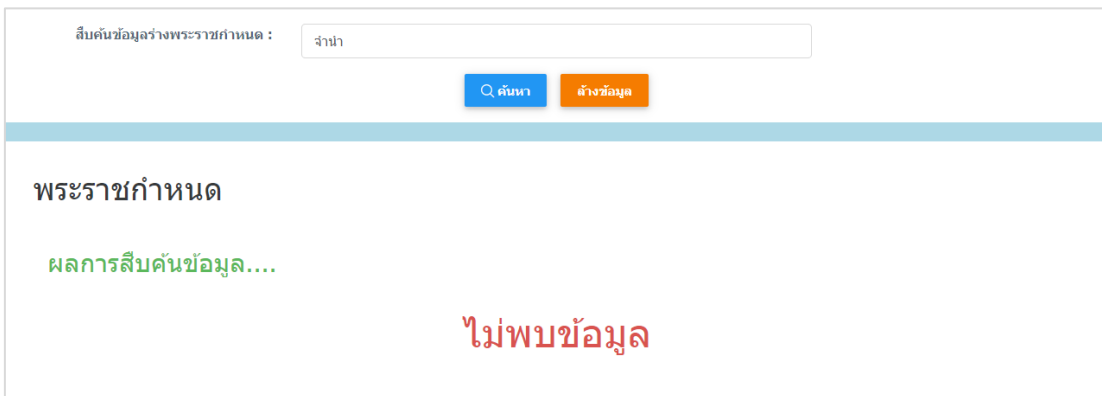 สืบค้นข้อมูลร่างพระราชกำหนด :
จำนำ
ค้นหา
ล้างข้อมูล
พระราชกำหนด
ผลการสืบค้นข้อมูล....
ไม่พบข้อมูล